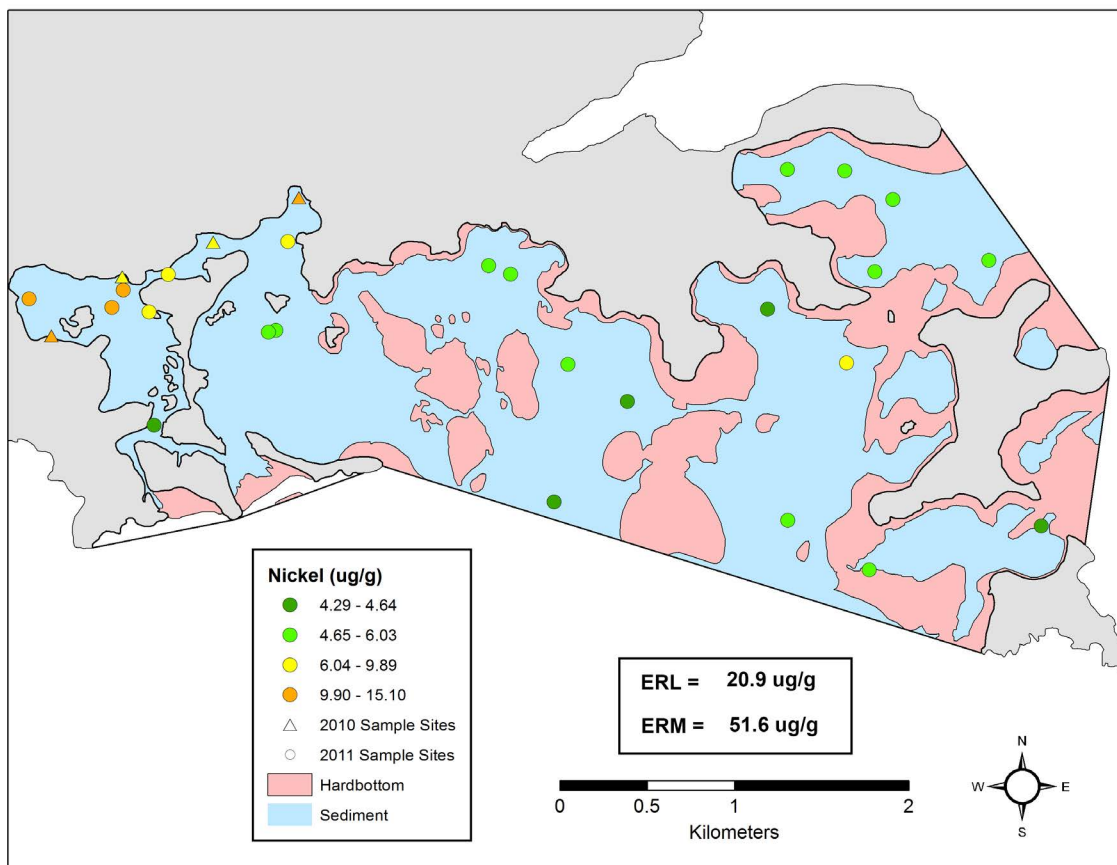 Nickel (ug/g)
4.29 - 4.64
4.65 - 6.03
6.04 - 9.89
9.90 - 15.10
2010 Sample Sites
2011 Sample Sites
Hardbottom
Sediment
ERL = 20.9 ug/g
ERM = 51.6 ug/g
0 0.5 1 2
Kilometers
N
W E
S